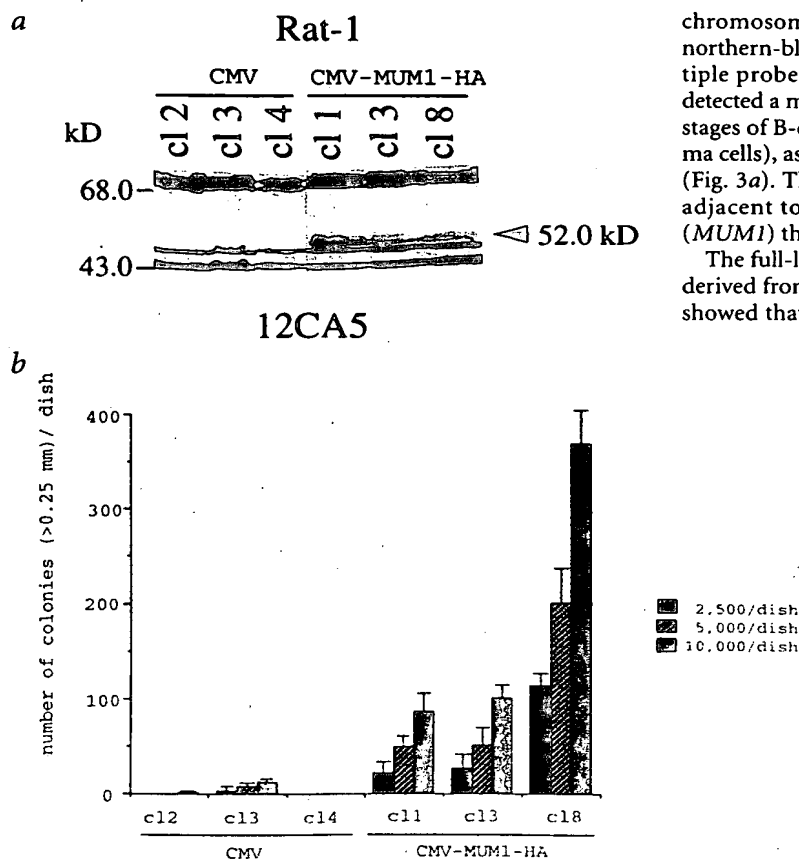 a
Rat-1
CMV CMV-MUM1-HA
kD
cl 2 cl 3 cl 4 cl 1 cl 3 cl 8
68.0
52.0 kD
43.0
12CA5
chromosom
northern-bl
tiple probe
detected a m
stages of B-c
ma cells), as
(Fig. 3a). Th
adjacent to
(MUM1) th
The full-l
derived from
showed that
b
number of colonies (>0.25 mm)/ dish
400
300
200
100
0
cl2 cl3 cl4 cl1 cl3 cl8
CMV CMV-MUM1-HA
2,500/dish
5,000/dish
10,000/dish